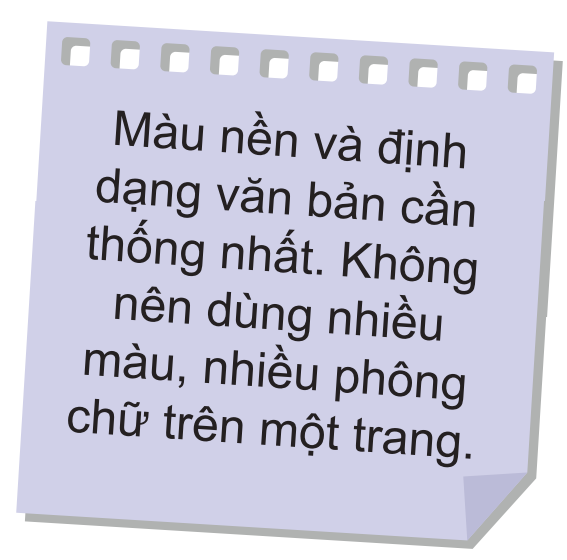 Màu nền và định
dạng văn bản cần
thống nhất. Không
nên dùng nhiều
màu, nhiều phông
chữ trên một trang.